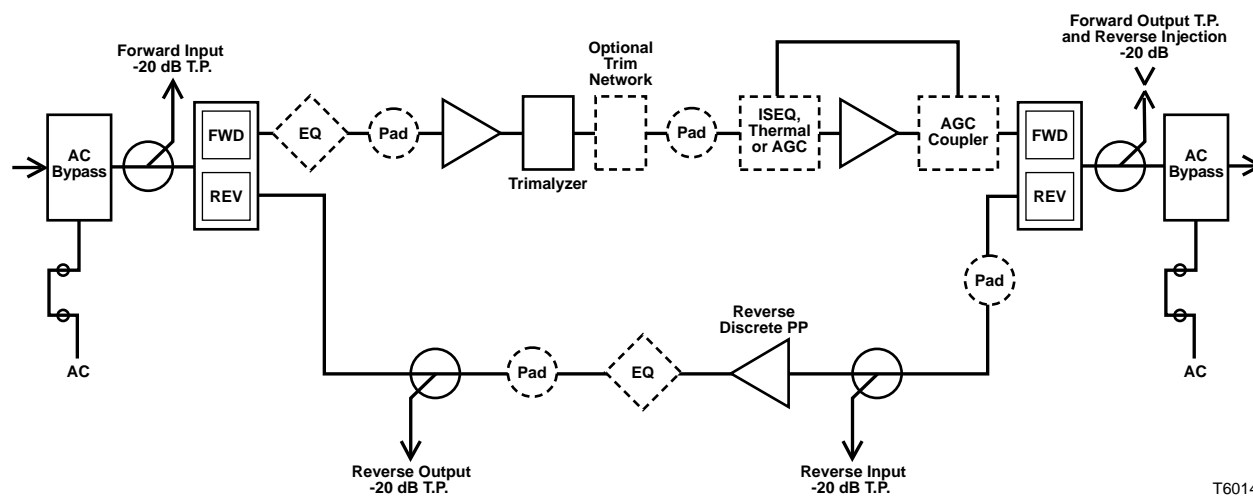 Forward Input
-20 dB T.P.
Optional
Trim
Network
Forward Output T.P.
and Reverse Injection
-20 dB
AC
Bypass
FWD
REV
EQ
Pad
Trimalyzer
Pad
ISEQ,
Thermal
or AGC
AGC
Coupler
FWD
REV
AC
Bypass
Pad
Reverse
Discrete PP
AC
Pad
EQ
AC
Reverse Output
-20 dB T.P.
Reverse Input
-20 dB T.P.
T6014